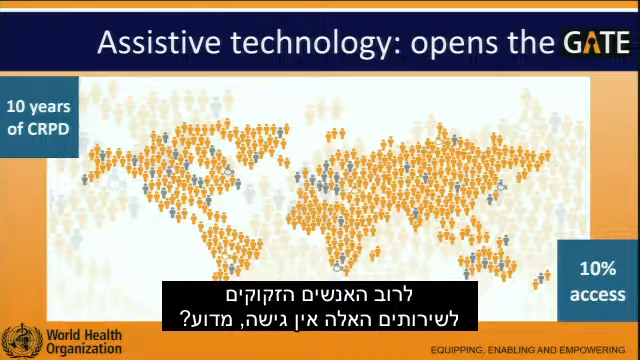 Assistive technology: opens the GATE
10 years
of CRPD
10%
access
לרוב האנשים הזקוקים
לשירותים האלה אין גישה, מדוע?
World Health
Organization
EQUIPPING, ENABLING AND EMPOWERING